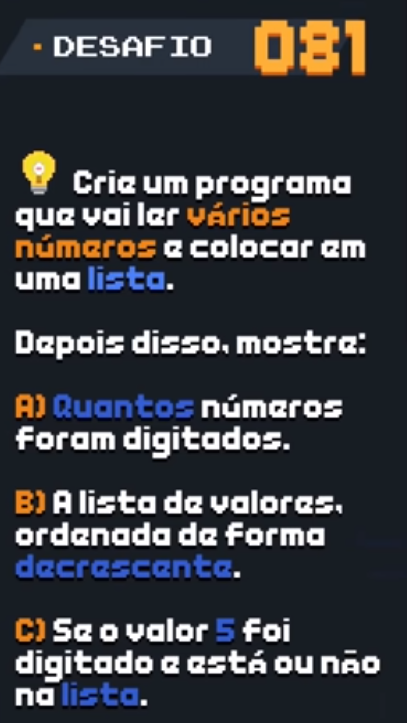 DESAFIO 081
Crie um programa
que vai ler vários
números e colocar em
uma lista.
Depois disso, mostre:
A) Quantos números
foram digitados.
B) A lista de valores,
ordenada de forma
decrescente.
C) Se o valor 5 foi
digitado e está ou não
na lista.